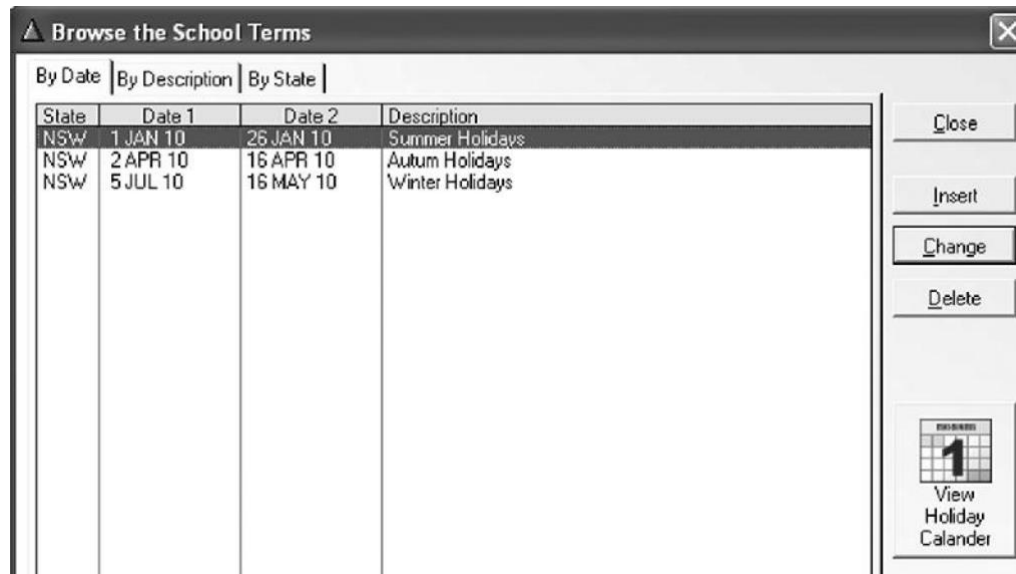 Browse the School Terms
By Date By Description By State
State Date 1 Date 2 Description
NSW 1 JAN 10 26 JAN 10 Summer Holidays
NSW 2 APR 10 16 APR 10 Autum Holidays
NSW 5 JUL 10 16 MAY 10 Winter Holidays
Close
Insert
Change
Delete
1
View
Holiday
Calander